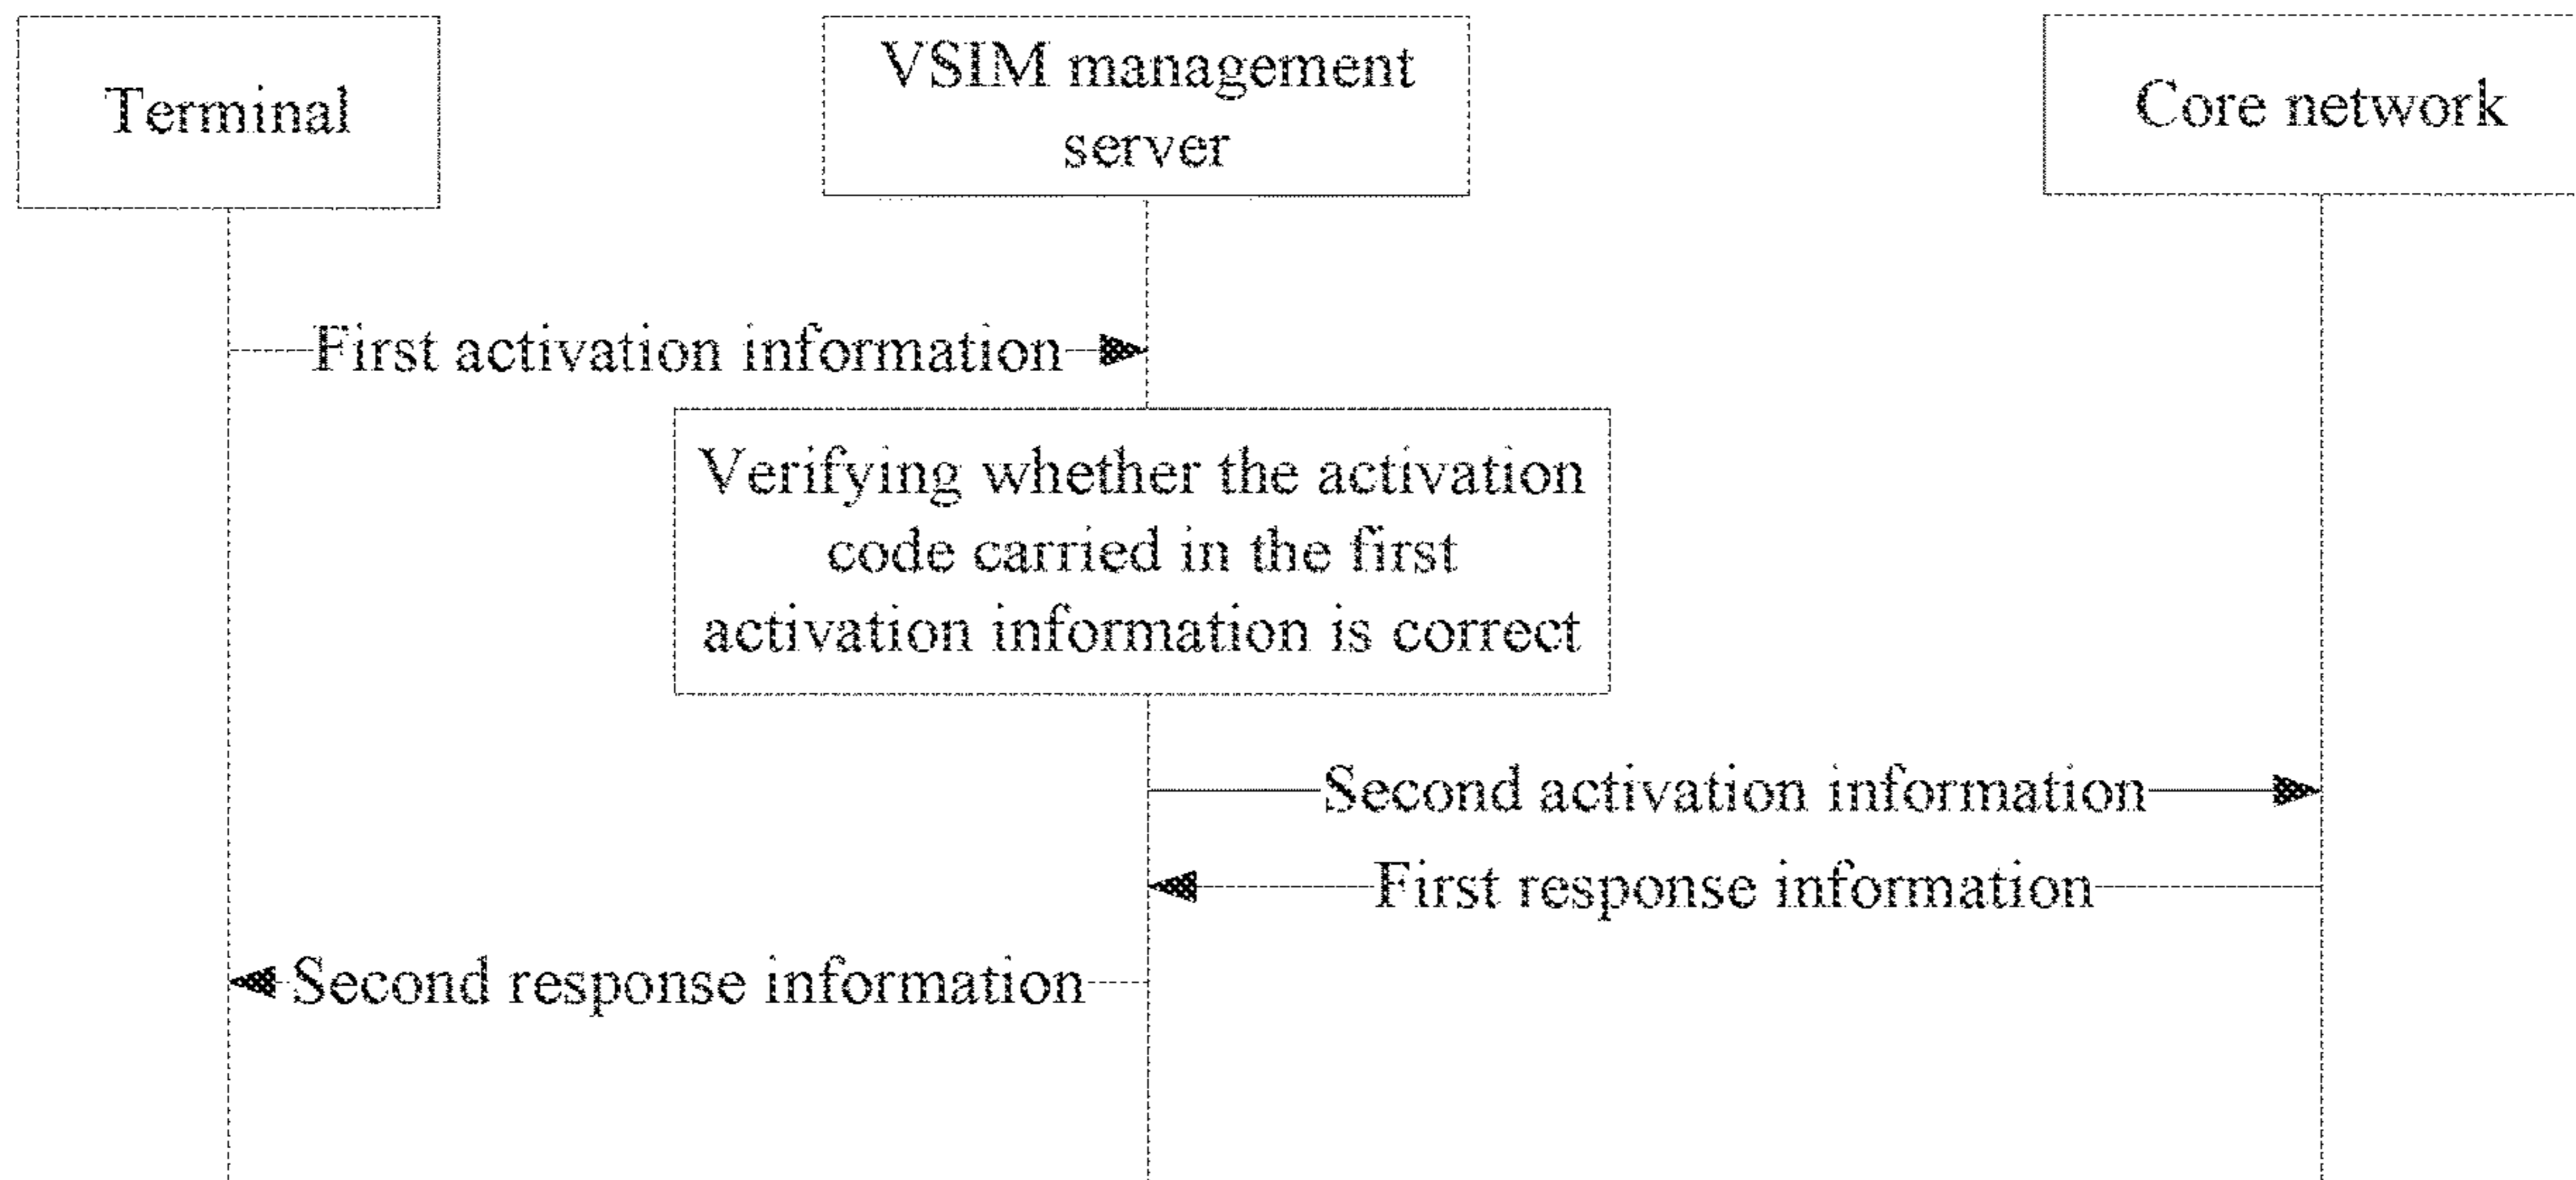 Terminal
VSIM management
server
Core network
First activation information
Verifying whether the activation
code carried in the first
activation information is correct
Second activation information
First response information
Second response information